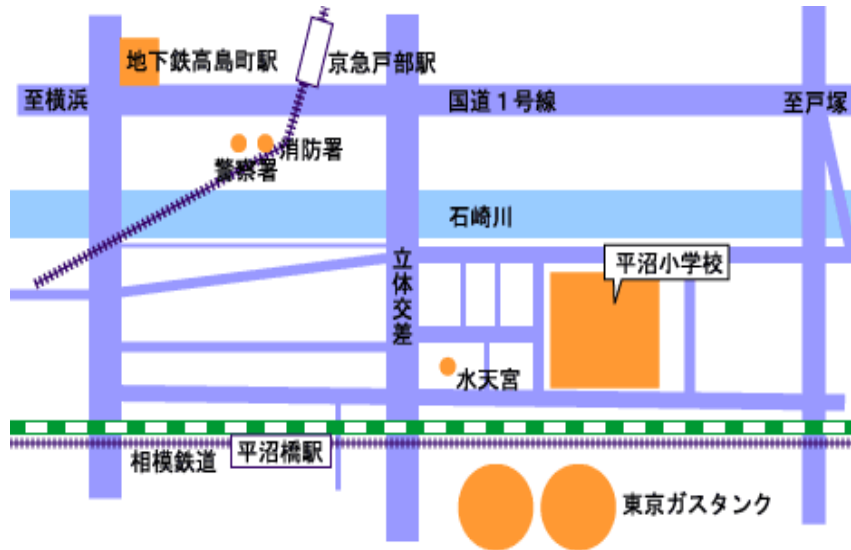 地下鉄高島町駅
京急戸部駅
至横浜
国道１号線
至戸塚
消防署
警察署
石崎川
立体交差
平沼小学校
水天宮
平沼橋駅
相模鉄道
東京ガスタンク